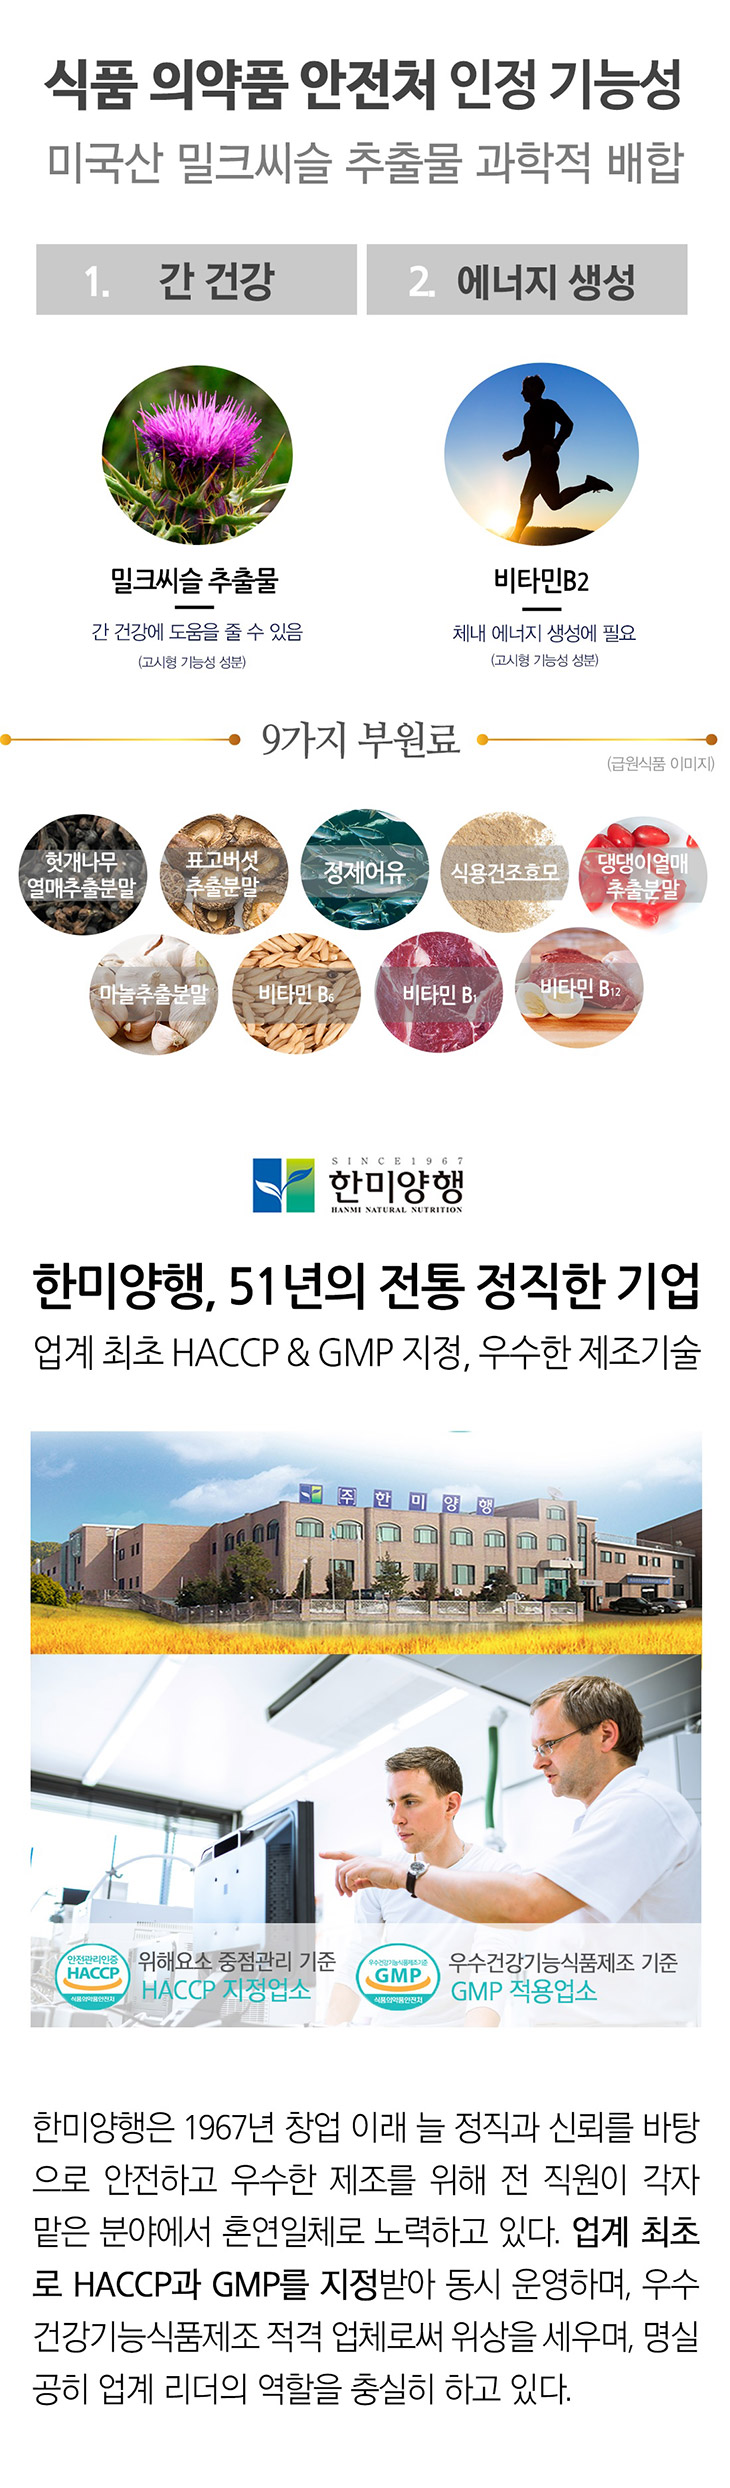 식품 의약품 안전처 인정 기능성
미국산 밀크씨슬 추출물 과학적 배합
1. 간 건강
2. 에너지 생성
밀크씨슬 추출물
간 건강에 도움을 줄 수 있음
(고시형 기능성 성분)
비타민B2
체내 에너지 생성에 필요
(고시형 기능성 성분)
9가지 부원료
(급원식품 이미지)
헛개나무
열매추출분말
표고버섯
추출분말
정제어유
식용건조효모
댕댕이열매
추출분말
마늘추출분말
비타민 B6
비타민 B1
비타민 B12
SINCE1967
한미양행
HANMI NATURAL NUTRITION
한미양행, 51년의 전통 정직한 기업
업계 최초 HACCP & GMP 지정, 우수한 제조기술
㈜한미양행
안전관리인증
HACCP
식품의약품안전처
위해요소 중점관리 기준
HACCP 지정업소
우수건강기능식품제조기준
GMP
식품의약품안전처
우수건강기능식품제조 기준
GMP 적용업소
한미양행은 1967년 창업 이래 늘 정직과 신뢰를 바탕
으로 안전하고 우수한 제조를 위해 전 직원이 각자
맡은 분야에서 혼연일체로 노력하고 있다. 업계 최초
로 HACCP과 GMP를 지정받아 동시 운영하며, 우수
건강기능식품제조 적격 업체로써 위상을 세우며, 명실
공히 업계 리더의 역할을 충실히 하고 있다.